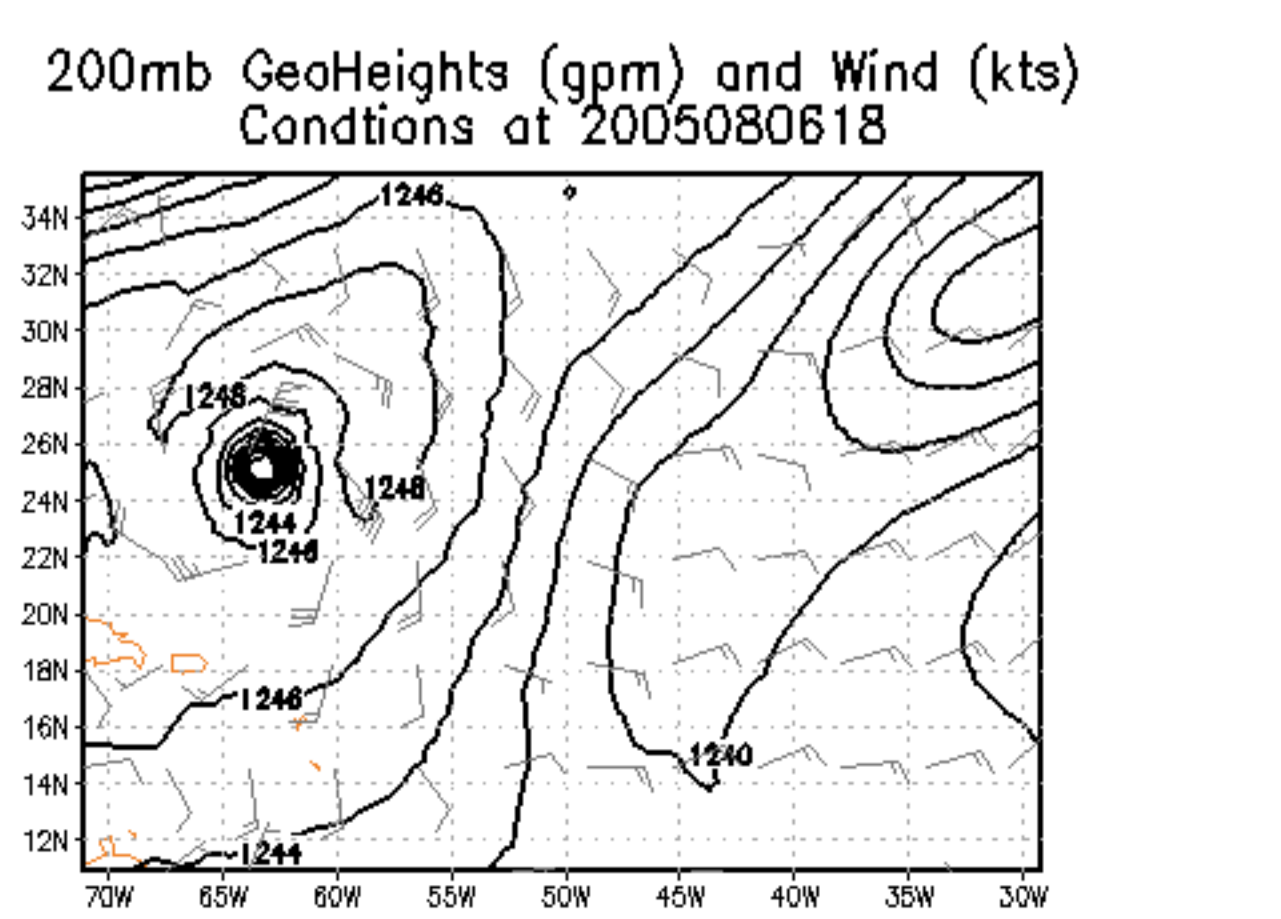 200mb GeoHeights (gpm) and Wind (kts)
Condtions at 2005080618
1246
34N
32N
30N
28N
1248
26N
1248
24N
1244
1246
22N
20N
18N
1246
16N
1240
14N
12N
1244
70W 65W 60W 55W 50W 45W 40W 35W 30W